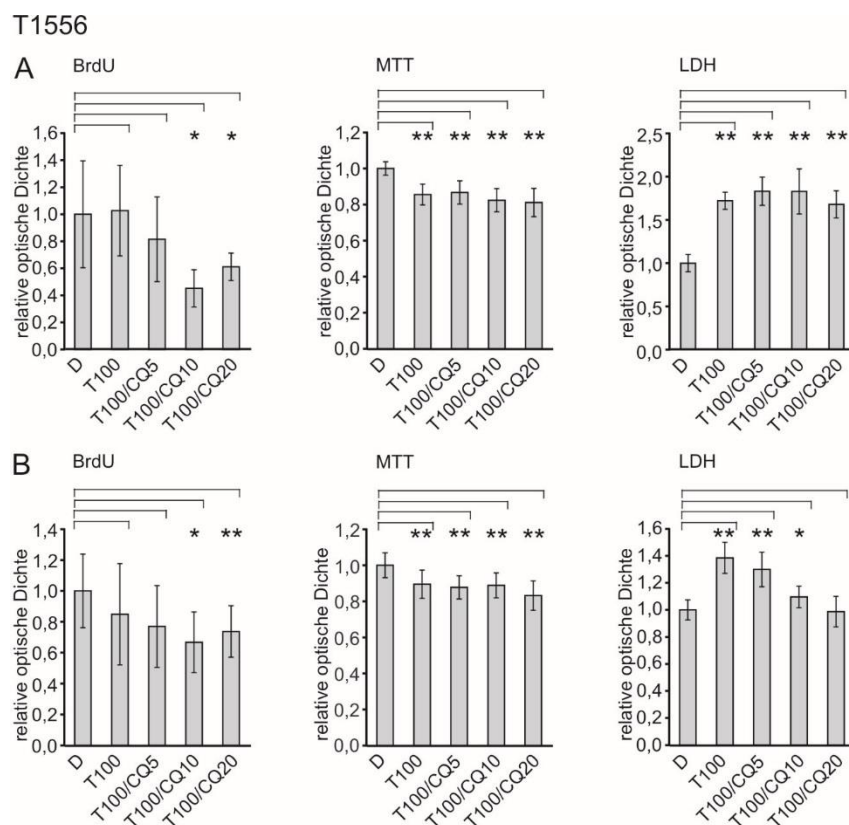 T1556
A
BrdU
MTT
LDH
* *
** ** ** **
** ** ** **
relative optische Dichte
1,6
1,4
1,2
1,0
0,8
0,6
0,4
0,2
0,0
relative optische Dichte
1,2
1,0
0,8
0,6
0,4
0,2
0,0
relative optische Dichte
2,5
2,0
1,5
1,0
0,5
0,0
D
T100
T100/CQ5
T100/CQ10
T100/CQ20
D
T100
T100/CQ5
T100/CQ10
T100/CQ20
D
T100
T100/CQ5
T100/CQ10
T100/CQ20
B
BrdU
MTT
LDH
* **
** ** ** **
** ** *
relative optische Dichte
1,4
1,2
1,0
0,8
0,6
0,4
0,2
0,0
relative optische Dichte
1,2
1,0
0,8
0,6
0,4
0,2
0,0
relative optische Dichte
1,6
1,4
1,2
1,0
0,8
0,6
0,4
0,2
0,0
D
T100
T100/CQ5
T100/CQ10
T100/CQ20
D
T100
T100/CQ5
T100/CQ10
T100/CQ20
D
T100
T100/CQ5
T100/CQ10
T100/CQ20